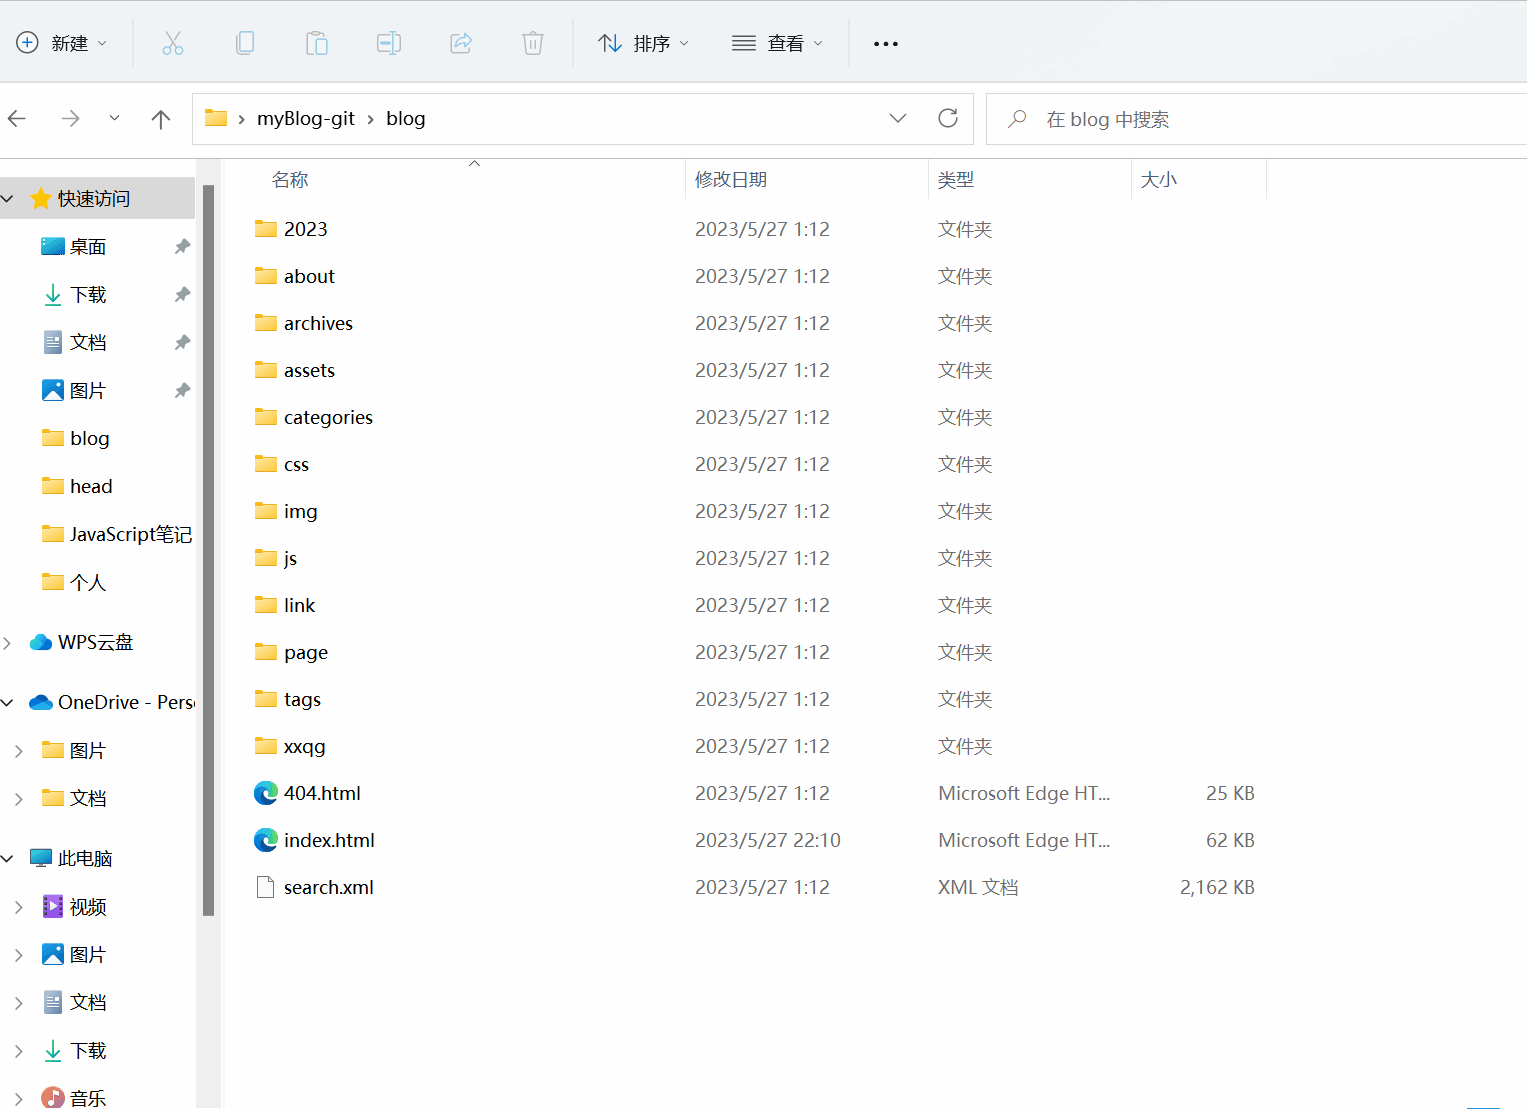 新建
排序
查看
myBlog-git
blog
在 blog 中搜索
名称
修改日期
类型
大小
快速访问
桌面
下载
文档
图片
blog
head
JavaScript笔记
个人
WPS云盘
OneDrive - Pers
图片
文档
此电脑
视频
图片
文档
下载
音乐
2023 2023/5/27 1:12 文件夹
about 2023/5/27 1:12 文件夹
archives 2023/5/27 1:12 文件夹
assets 2023/5/27 1:12 文件夹
categories 2023/5/27 1:12 文件夹
css 2023/5/27 1:12 文件夹
img 2023/5/27 1:12 文件夹
js 2023/5/27 1:12 文件夹
link 2023/5/27 1:12 文件夹
page 2023/5/27 1:12 文件夹
tags 2023/5/27 1:12 文件夹
xxqg 2023/5/27 1:12 文件夹
404.html 2023/5/27 1:12 Microsoft Edge HT... 25 KB
index.html 2023/5/27 22:10 Microsoft Edge HT... 62 KB
search.xml 2023/5/27 1:12 XML 文档 2,162 KB